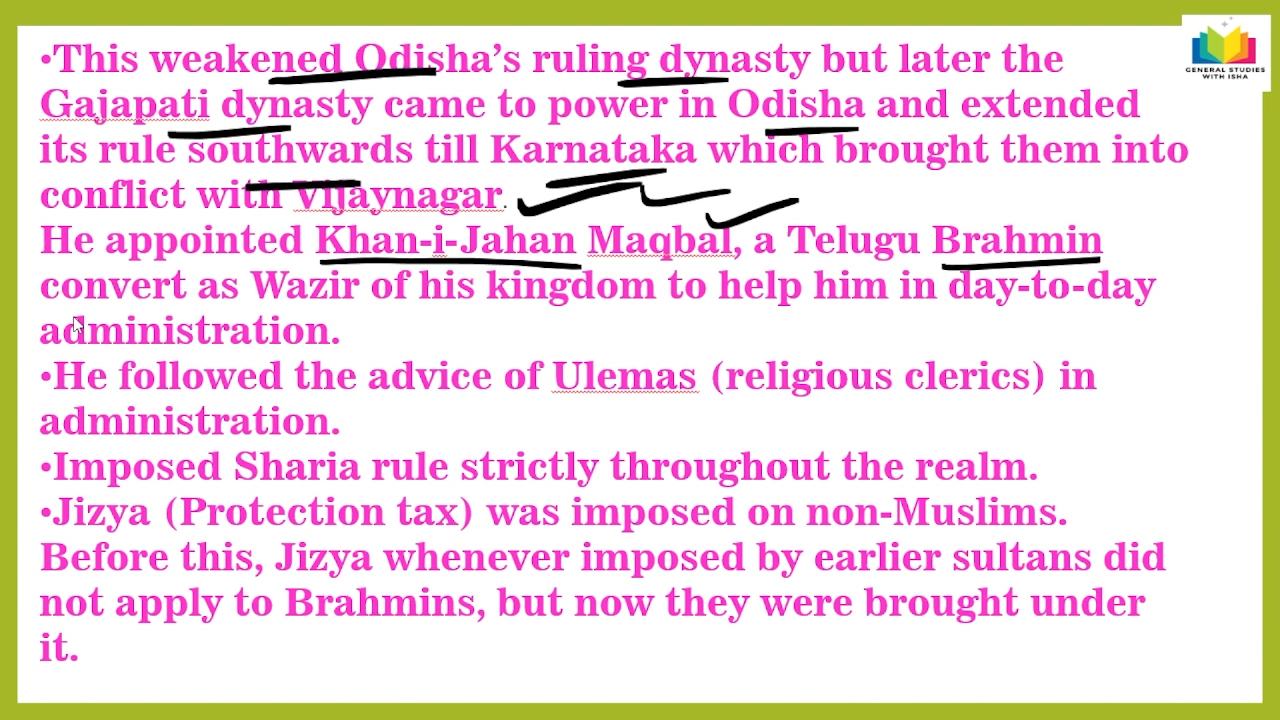 •This weakened Odisha’s ruling dynasty but later the
Gajapati dynasty came to power in Odisha and extended
its rule southwards till Karnataka which brought them into
conflict with Vijaynagar.
He appointed Khan-i-Jahan Maqbal, a Telugu Brahmin
convert as Wazir of his kingdom to help him in day-to-day
administration.
•He followed the advice of Ulemas (religious clerics) in
administration.
•Imposed Sharia rule strictly throughout the realm.
•Jizya (Protection tax) was imposed on non-Muslims.
Before this, Jizya whenever imposed by earlier sultans did
not apply to Brahmins, but now they were brought under
it.
GENERAL STUDIES
WITH ISHA